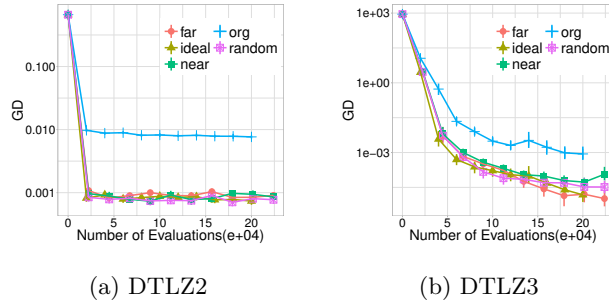 far org
ideal random
near
GD
0.100
0.010
0.001
0 5 10 15 20
Number of Evaluations(e+04)
(a) DTLZ2
far org
ideal random
near
GD
1e+03
1e+00
1e−03
0 5 10 15 20
Number of Evaluations(e+04)
(b) DTLZ3